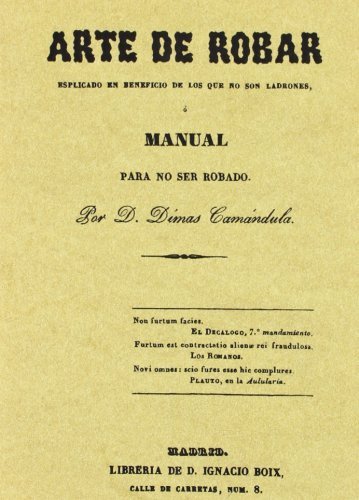 ARTE DE ROBAR
ESPLICADO EN BENEFICIO DE LOS QUE NO SON LADRONES,
ó
MANUAL
PARA NO SER ROBADO.
Por D. Dímas Camándula.
Non furtum facies.
EL DECALOGO, 7.º mandamiento.
Furtum est contractatio alienæ rei fraudulosa.
LOS ROMANOS.
Novi omnes: scio fures esse hic complures.
PLAUTO, en la Aulularia.
MADRID.
LIBRERIA DE D. IGNACIO BOIX,
CALLE DE CARRETAS, NUM. 8.